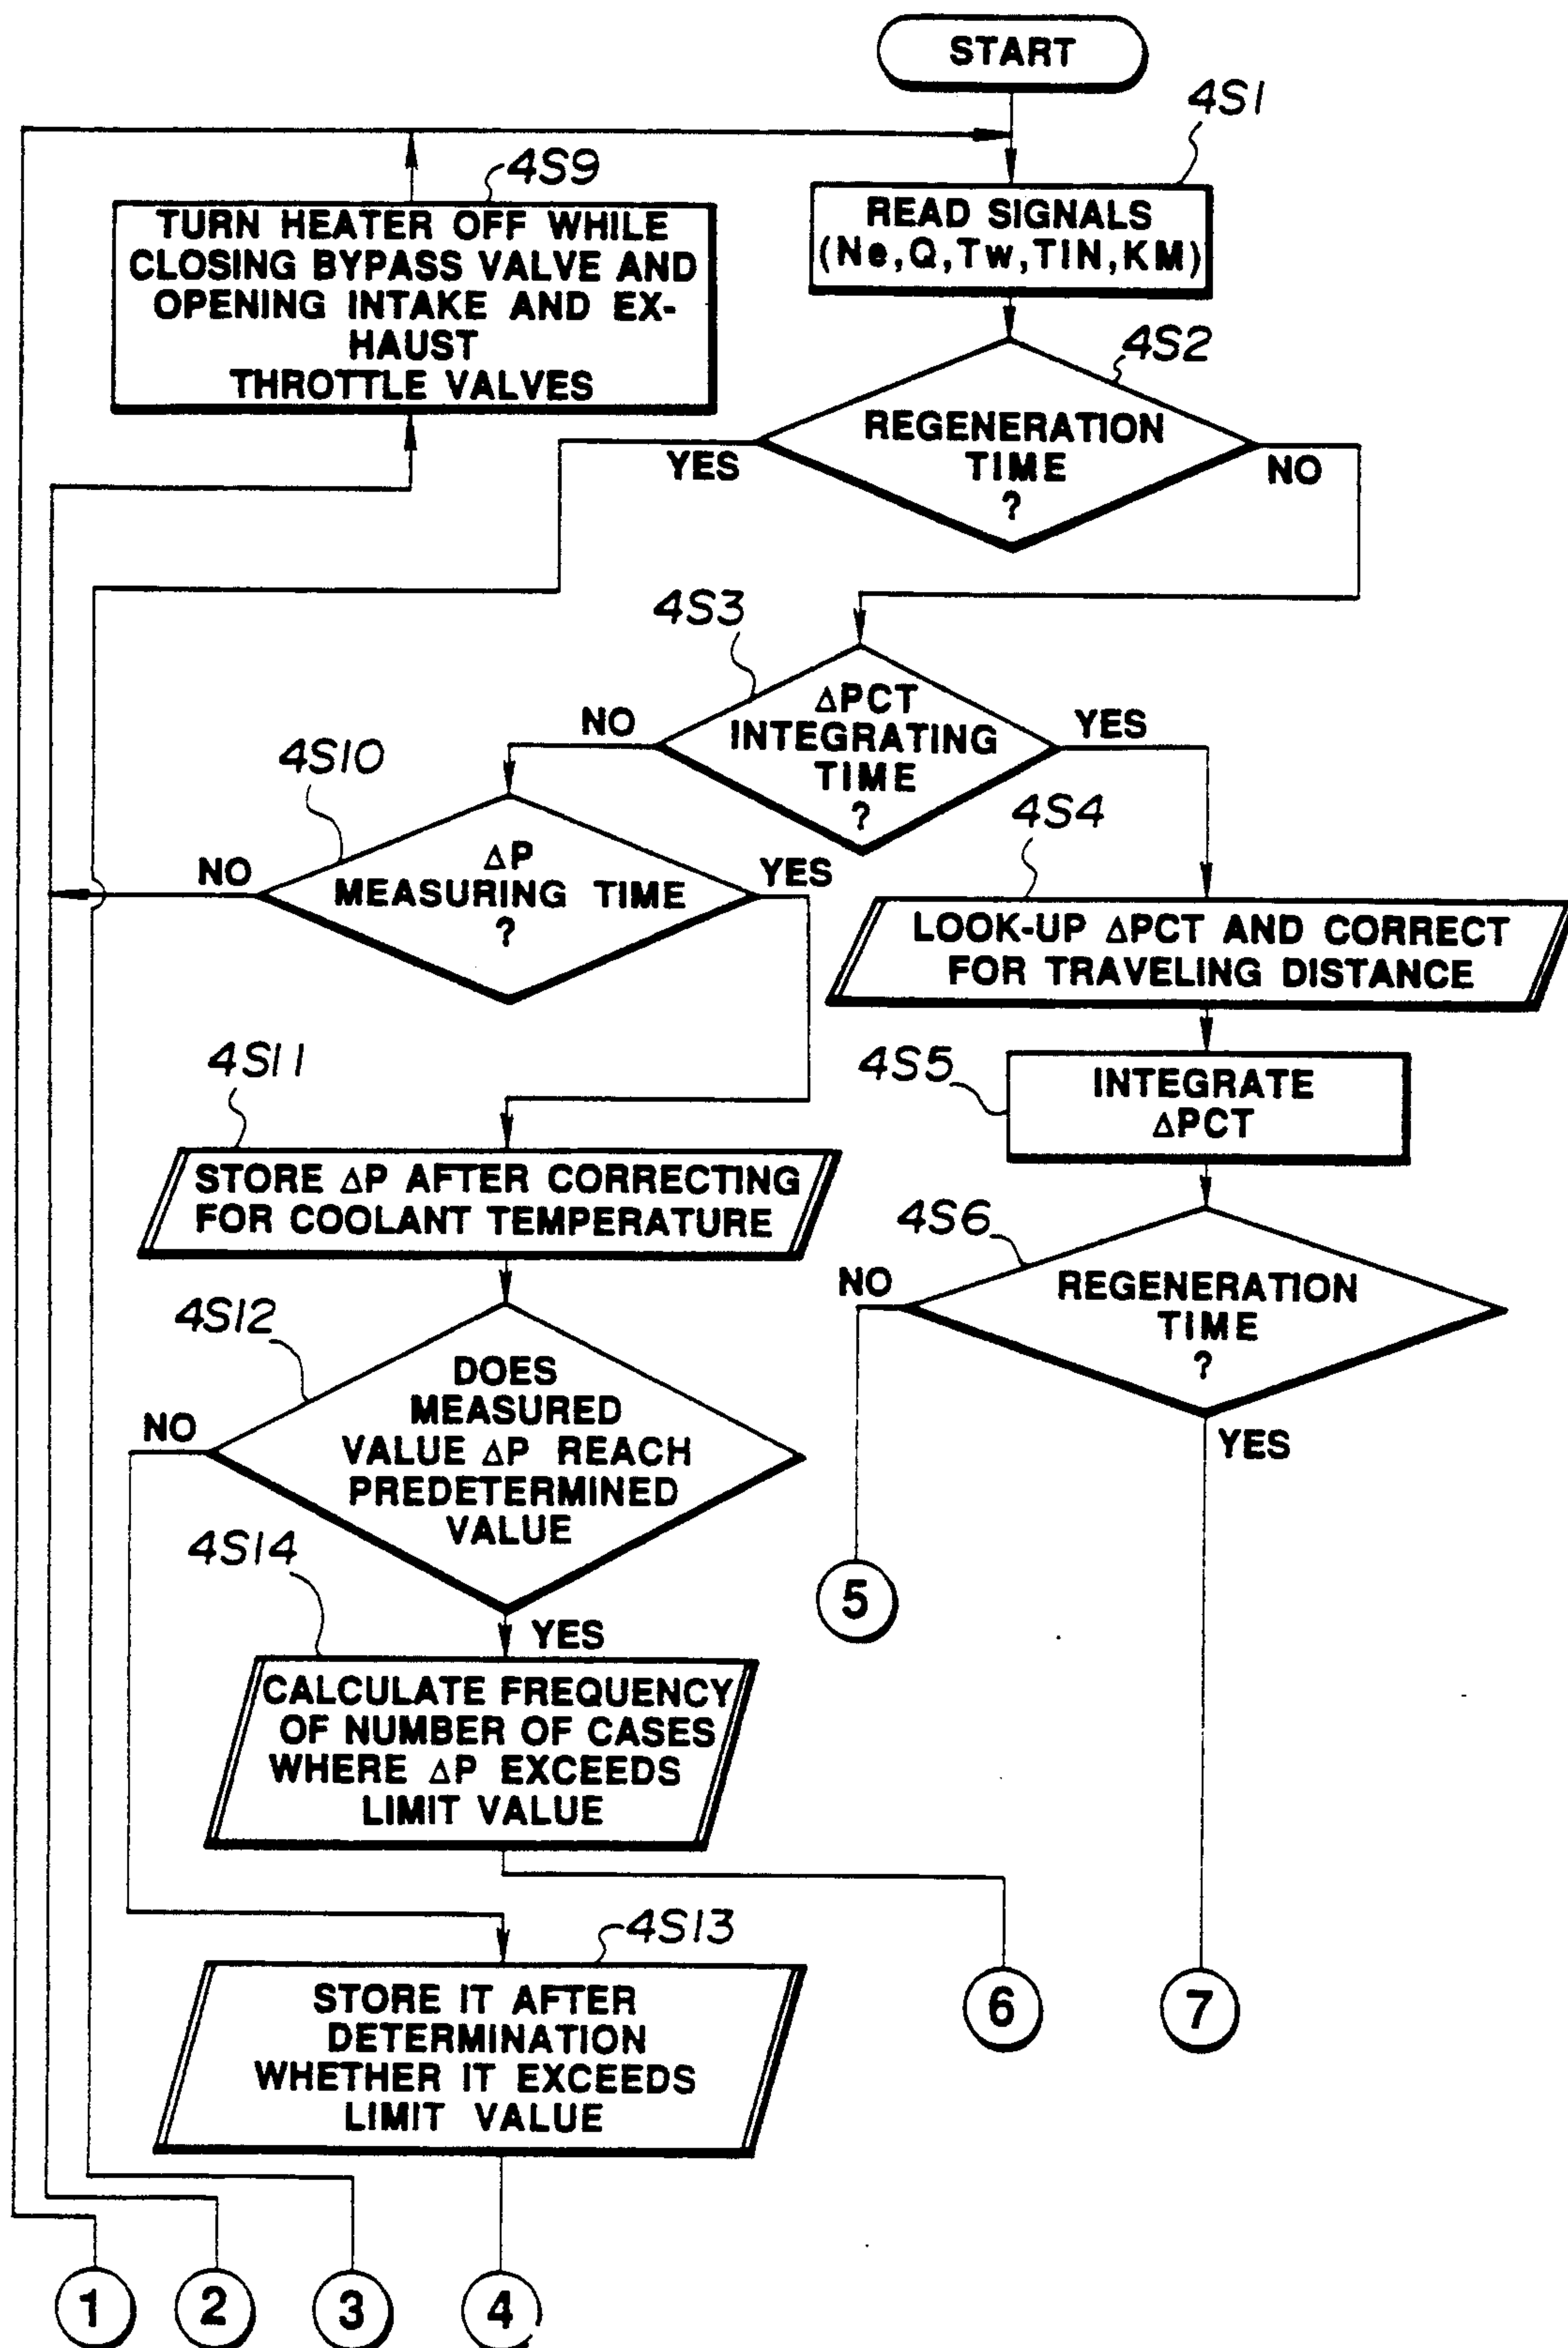 START
4S1
READ SIGNALS
(Ne,Q,Tw,TIN,KM)
4S9
TURN HEATER OFF WHILE
CLOSING BYPASS VALVE AND
OPENING INTAKE AND EX-
HAUST
THROTTLE VALVES
4S2
REGENERATION
TIME
?
YES
NO
4S3
ΔPCT
INTEGRATING
TIME
?
NO
YES
4S10
ΔP
MEASURING TIME
?
NO
YES
4S4
LOOK-UP ΔPCT AND CORRECT
FOR TRAVELING DISTANCE
4S5
INTEGRATE
ΔPCT
4S11
STORE ΔP AFTER CORRECTING
FOR COOLANT TEMPERATURE
4S6
REGENERATION
TIME
?
NO
YES
4S12
DOES
MEASURED
VALUE ΔP REACH
PREDETERMINED
VALUE
NO
YES
4S14
CALCULATE FREQUENCY
OF NUMBER OF CASES
WHERE ΔP EXCEEDS
LIMIT VALUE
5
4S13
STORE IT AFTER
DETERMINATION
WHETHER IT EXCEEDS
LIMIT VALUE
6
7
1
2
3
4